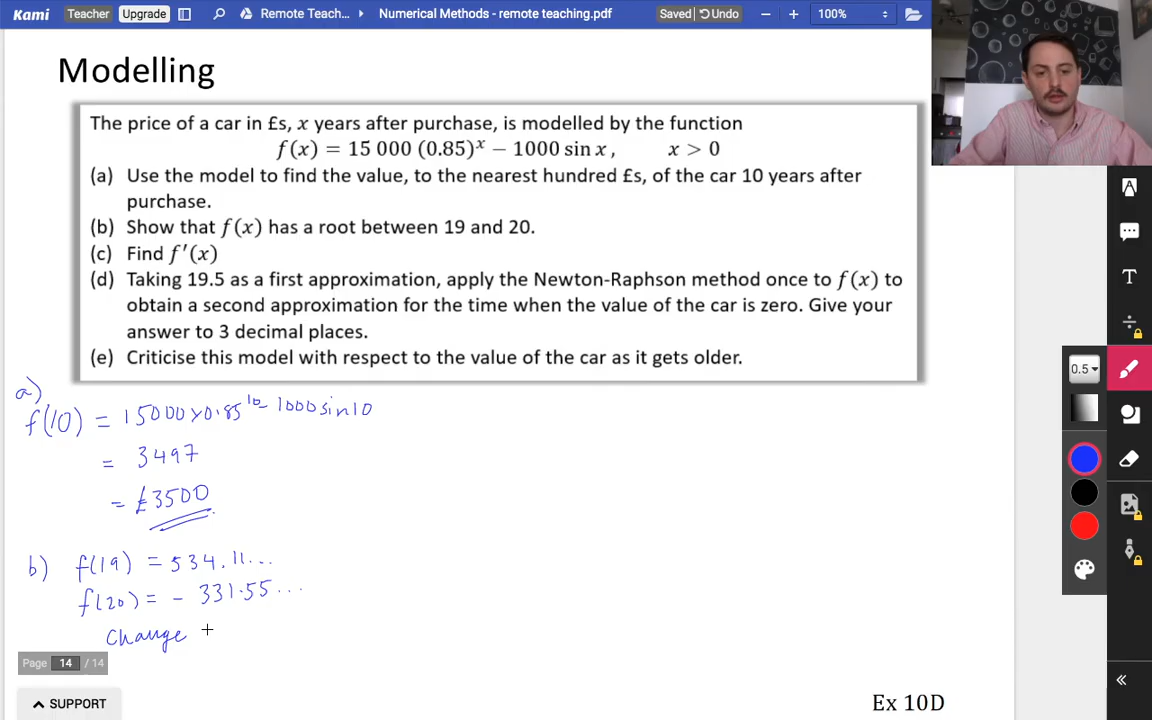 Kami Teacher Upgrade Remote Teach... Numerical Methods - remote teaching.pdf Saved Undo 100%
Modelling
The price of a car in £s, x years after purchase, is modelled by the function
f(x) = 15 000 (0.85)^x − 1000 sin x, x > 0
(a) Use the model to find the value, to the nearest hundred £s, of the car 10 years after
purchase.
(b) Show that f(x) has a root between 19 and 20.
(c) Find f'(x)
(d) Taking 19.5 as a first approximation, apply the Newton-Raphson method once to f(x) to
obtain a second approximation for the time when the value of the car is zero. Give your
answer to 3 decimal places.
(e) Criticise this model with respect to the value of the car as it gets older.
0.5
a)
f(10) = 15000×0.85^10 - 1000sin10
= 3497
= £3500
b) f(19) = 534.11...
f(20) = - 331.55...
Change
Page 14 / 14
SUPPORT
Ex 10D